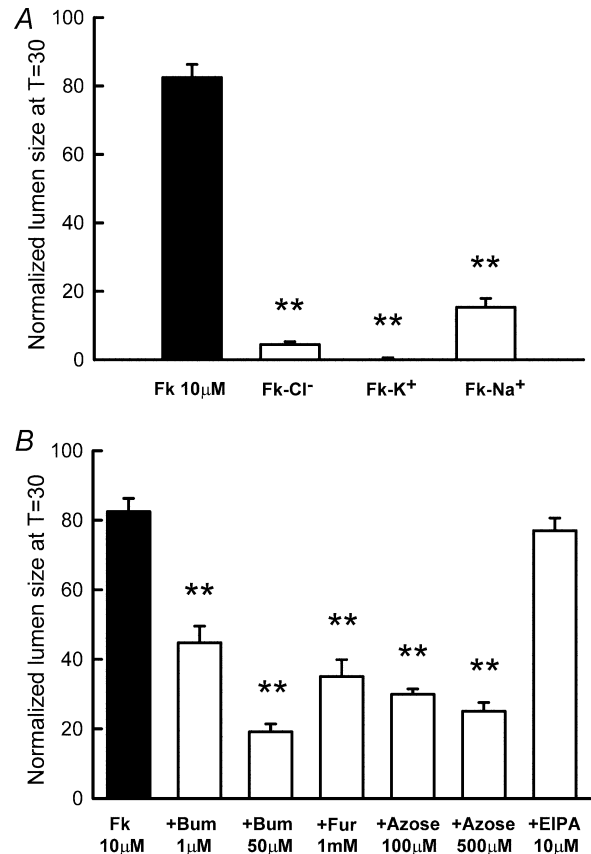 A
Normalized lumen size at T=30
100
80
60
40
20
0
**
**
**
Fk 10μM Fk-Cl⁻ Fk-K⁺ Fk-Na⁺
B
Normalized lumen size at T=30
100
80
60
40
20
0
**
**
**
**
**
Fk +Bum +Bum +Fur +Azose +Azose +EIPA
10μM 1μM 50μM 1mM 100μM 500μM 10μM